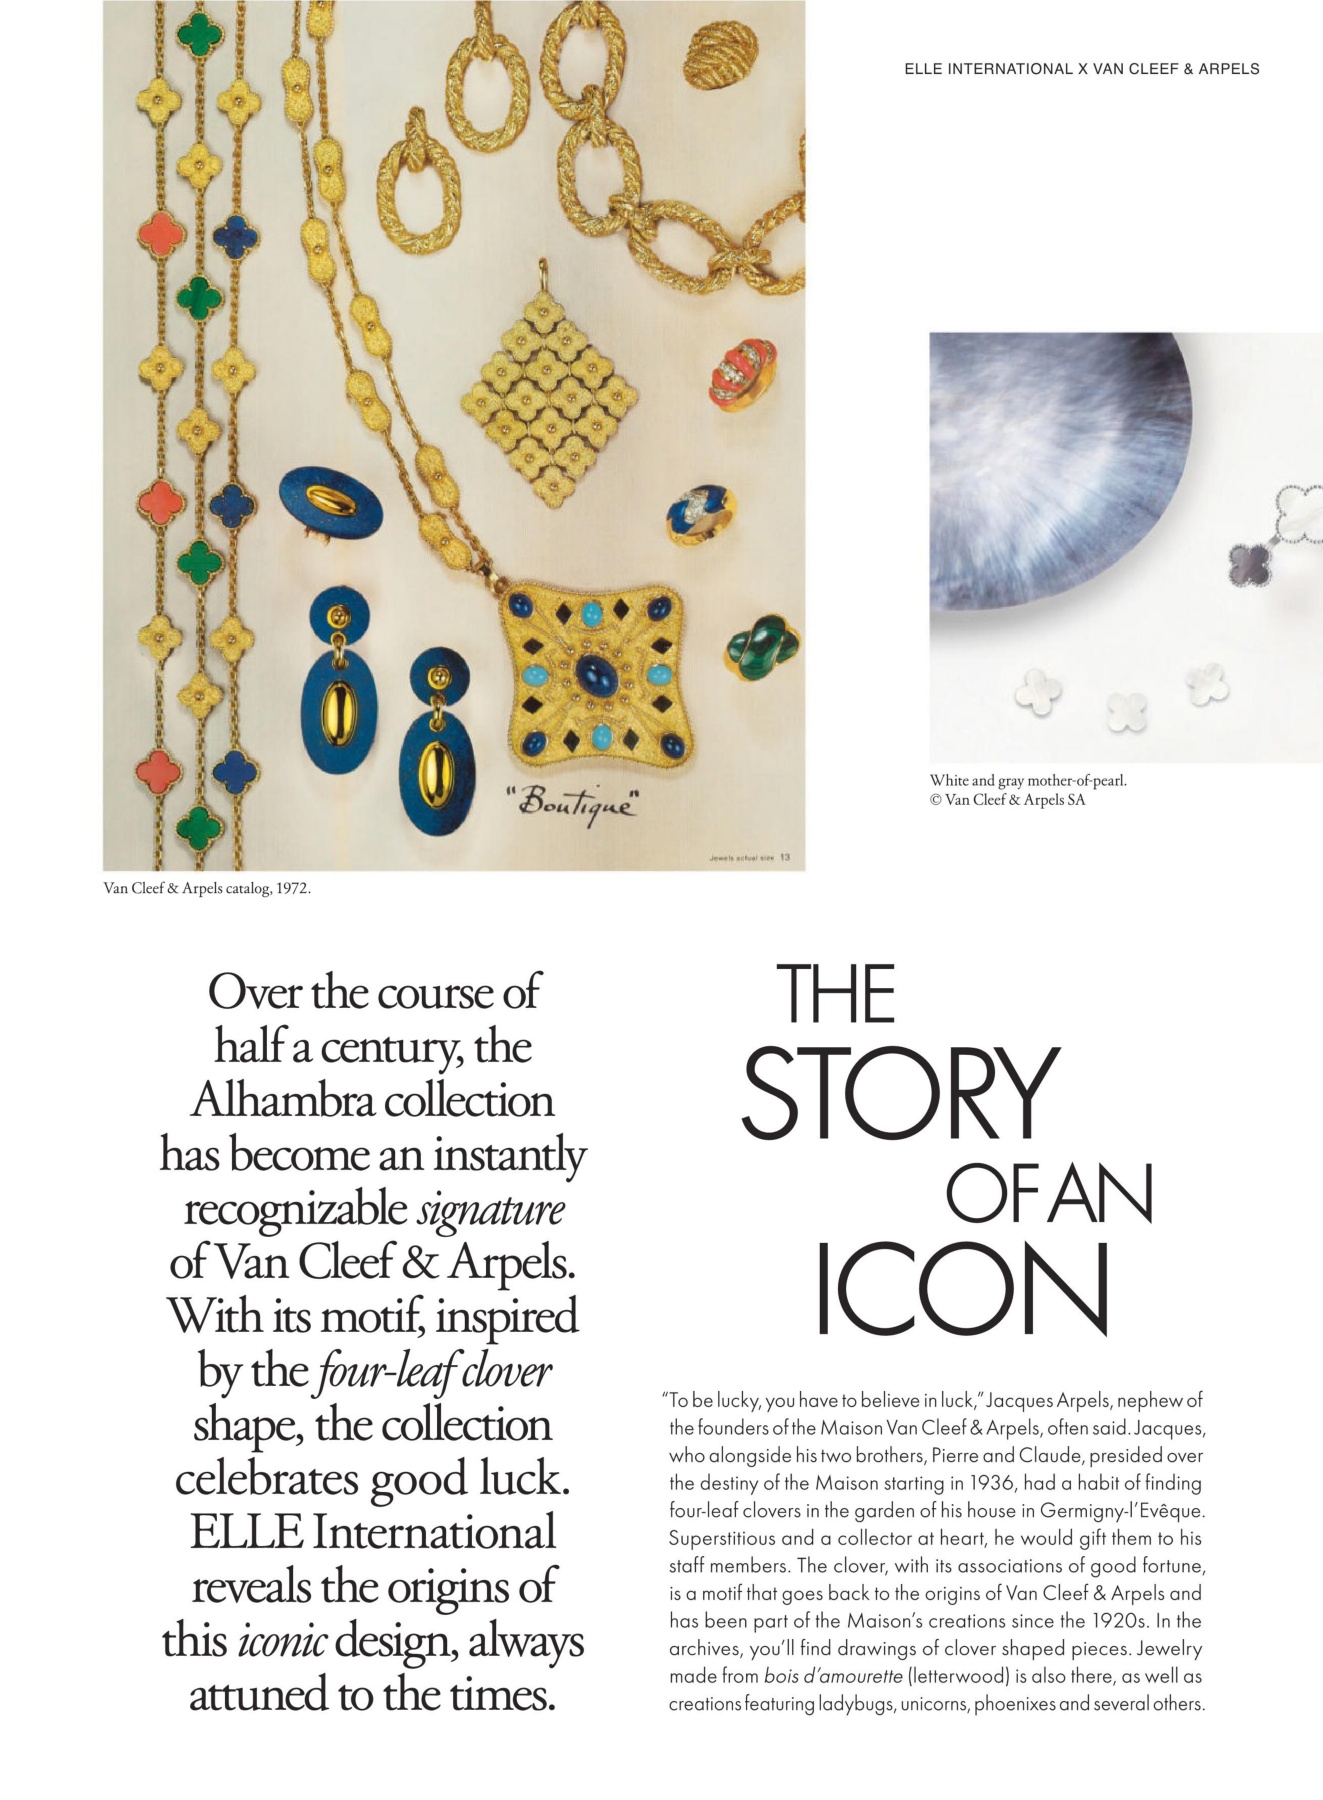 ELLE INTERNATIONAL X VAN CLEEF & ARPELS
"Boutique"
Jewels actual size 13
Van Cleef & Arpels catalog, 1972.
White and gray mother-of-pearl.
© Van Cleef & Arpels SA
Over the course of
half a century, the
Alhambra collection
has become an instantly
recognizable signature
of Van Cleef & Arpels.
With its motif, inspired
by the four-leaf clover
shape, the collection
celebrates good luck.
ELLE International
reveals the origins of
this iconic design, always
attuned to the times.
THE
STORY
OF AN
ICON
“To be lucky, you have to believe in luck,” Jacques Arpels, nephew of
the founders of the Maison Van Cleef & Arpels, often said. Jacques,
who alongside his two brothers, Pierre and Claude, presided over
the destiny of the Maison starting in 1936, had a habit of finding
four-leaf clovers in the garden of his house in Germigny-l’Evêque.
Superstitious and a collector at heart, he would gift them to his
staff members. The clover, with its associations of good fortune,
is a motif that goes back to the origins of Van Cleef & Arpels and
has been part of the Maison’s creations since the 1920s. In the
archives, you’ll find drawings of clover shaped pieces. Jewelry
made from bois d’amourette (letterwood) is also there, as well as
creations featuring ladybugs, unicorns, phoenixes and several others.